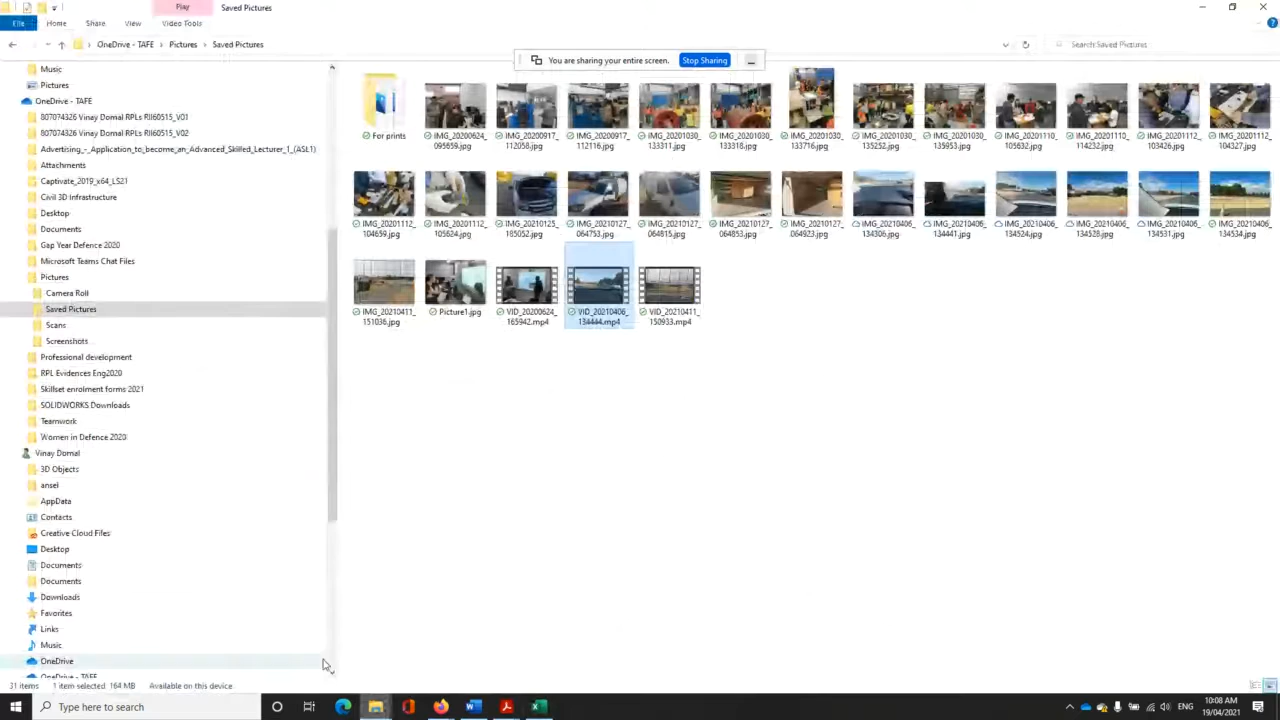 Play
Saved Pictures
File Home Share View Video Tools
OneDrive - TAFE > Pictures > Saved Pictures
Search Saved Pictures
You are sharing your entire screen. Stop Sharing
Music
Pictures
OneDrive - TAFE
807074326 Vinay Domal RPLs RII60515_V01
807074326 Vinay Domal RPLs RII60515_V02
Advertising_-_Application_to_become_an_Advanced_Skilled_Lecturer_1_(ASL1)
Attachments
Captivate_2019_x64_LS21
Civil 3D Infrastructure
Desktop
Documents
Gap Year Defence 2020
Microsoft Teams Chat Files
Pictures
Camera Roll
Saved Pictures
Scans
Screenshots
Professional development
RPL Evidences Eng2020
Skillset enrolment forms 2021
SOLIDWORKS Downloads
Teamwork
Women in Defence 2020
Vinay Domal
3D Objects
ansel
AppData
Contacts
Creative Cloud Files
Desktop
Documents
Documents
Downloads
Favorites
Links
Music
OneDrive
OneDrive - TAFE
For prints
IMG_20200624_
095659.jpg
IMG_20200917_
112058.jpg
IMG_20200917_
112116.jpg
IMG_20201030_
133311.jpg
IMG_20201030_
133318.jpg
IMG_20201030_
133716.jpg
IMG_20201030_
135252.jpg
IMG_20201030_
135953.jpg
IMG_20201110_
105632.jpg
IMG_20201110_
114232.jpg
IMG_20201112_
103426.jpg
IMG_20201112_
104327.jpg
IMG_20201112_
104659.jpg
IMG_20201112_
105624.jpg
IMG_20210125_
185052.jpg
IMG_20210127_
064753.jpg
IMG_20210127_
064815.jpg
IMG_20210127_
064853.jpg
IMG_20210127_
064923.jpg
IMG_20210406_
134306.jpg
IMG_20210406_
134441.jpg
IMG_20210406_
134524.jpg
IMG_20210406_
134528.jpg
IMG_20210406_
134531.jpg
IMG_20210406_
134534.jpg
IMG_20210411_
151036.jpg
Picture1.jpg
VID_20200624_
165942.mp4
VID_20210406_
134444.mp4
VID_20210411_
150933.mp4
31 items 1 item selected 164 MB Available on this device
Type here to search
ENG
10:08 AM
19/04/2021